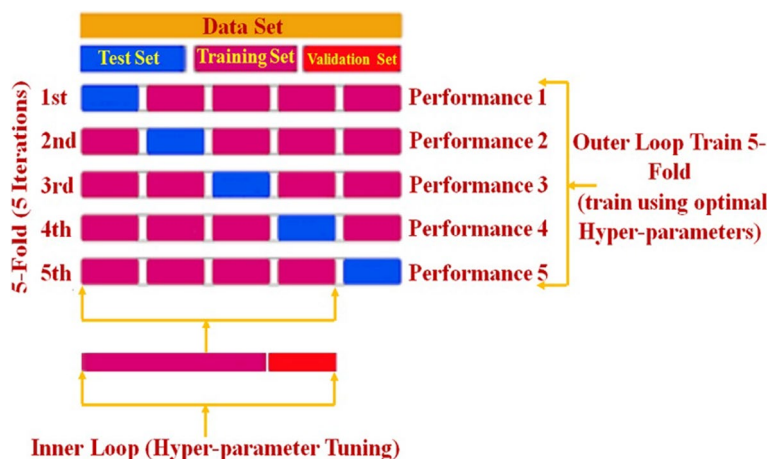 Data Set
Test Set
Training Set
Validation Set
5-Fold (5 Iterations)
1st
Performance 1
2nd
Performance 2
3rd
Performance 3
4th
Performance 4
5th
Performance 5
Outer Loop Train 5-
Fold
(train using optimal
Hyper-parameters)
Inner Loop (Hyper-parameter Tuning)